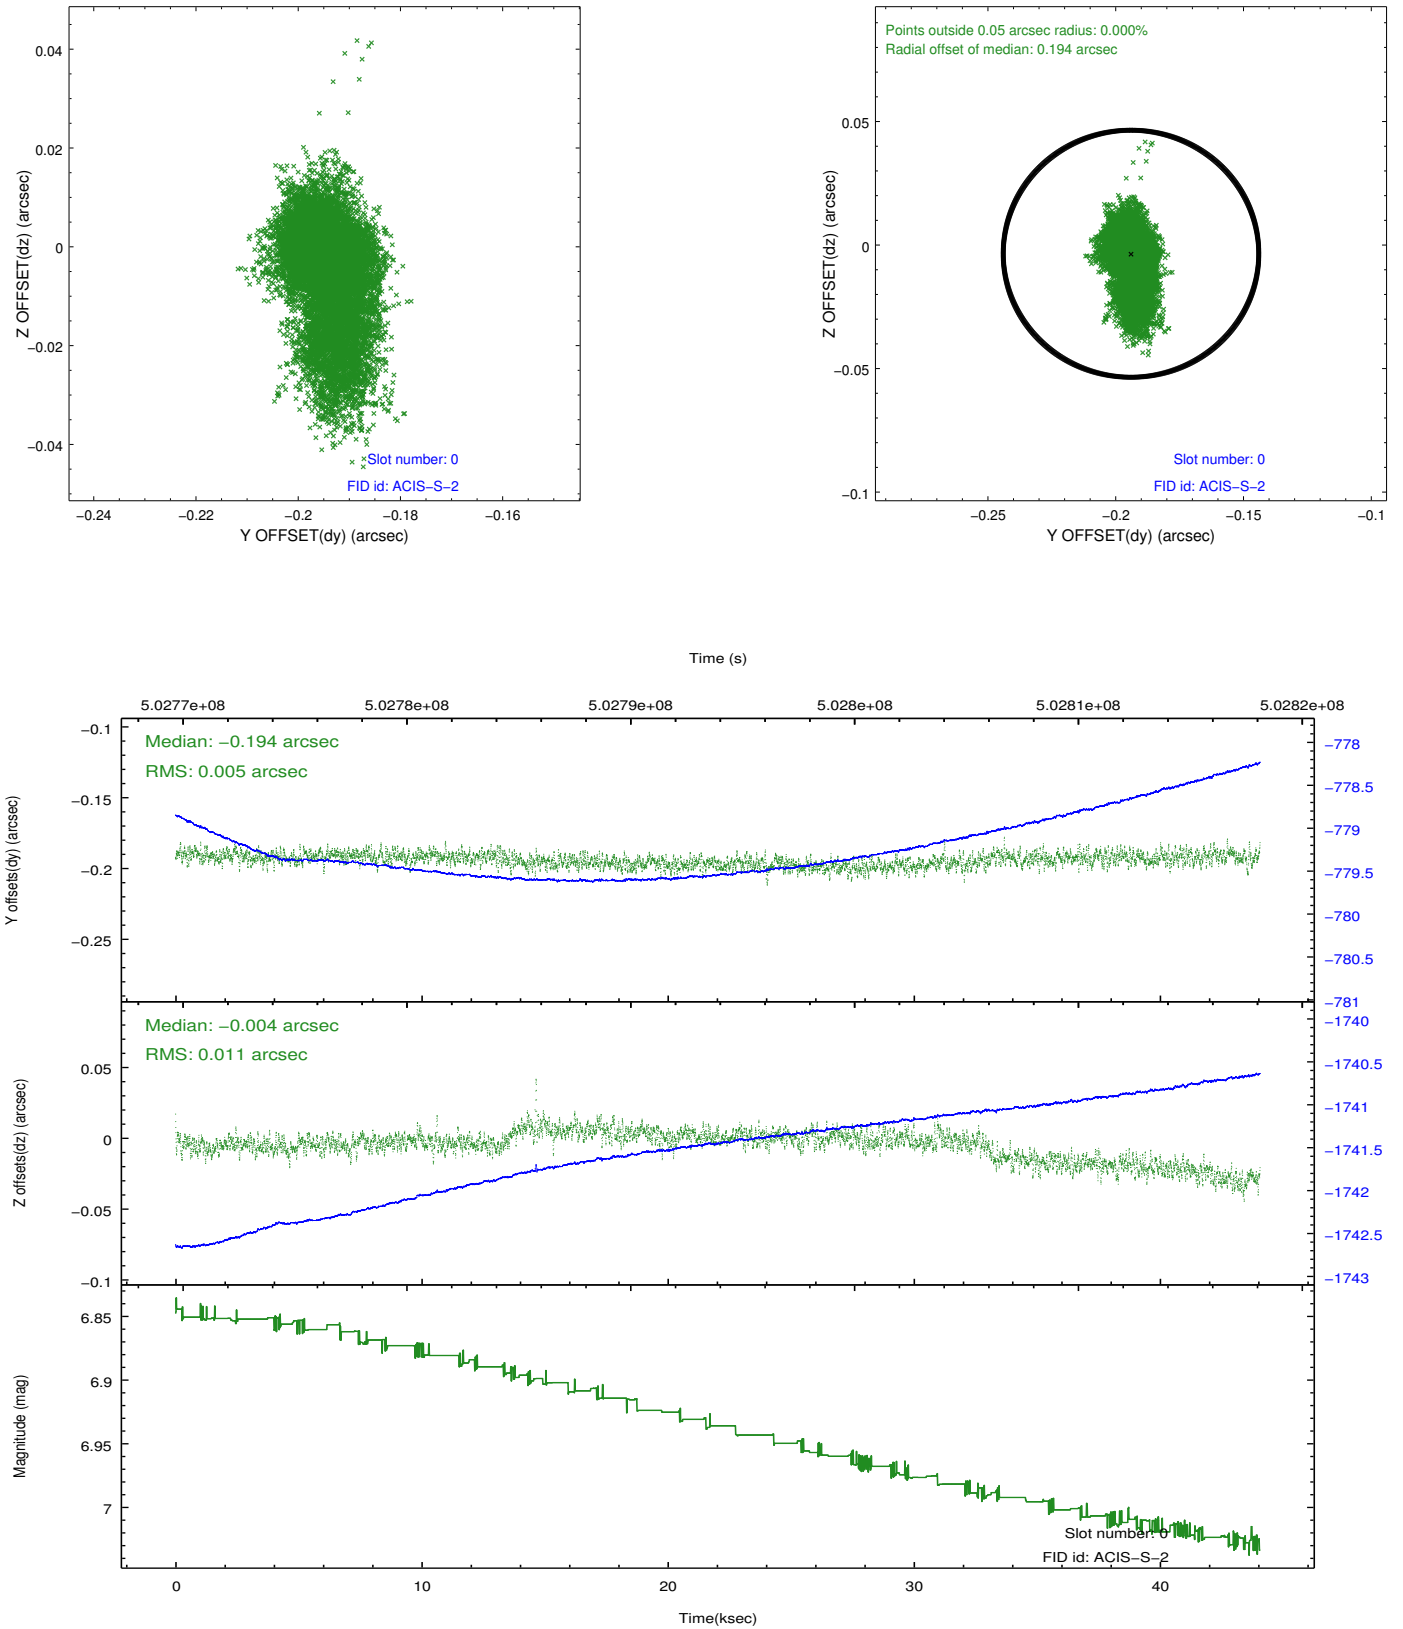 0.04
0.02
0
−0.02
−0.04
Z OFFSET(dz) (arcsec)
Slot number: 0
FID id: ACIS−S−2
−0.24
−0.22
−0.2
−0.18
−0.16
Y OFFSET(dy) (arcsec)
Points outside 0.05 arcsec radius: 0.000%
Radial offset of median: 0.194 arcsec
0.05
0
−0.05
−0.1
Z OFFSET(dz) (arcsec)
Slot number: 0
FID id: ACIS−S−2
−0.25
−0.2
−0.15
−0.1
Y OFFSET(dy) (arcsec)
Time (s)
5.0277e+08
5.0278e+08
5.0279e+08
5.028e+08
5.0281e+08
5.0282e+08
Median: −0.194 arcsec
RMS: 0.005 arcsec
−0.1
−0.15
−0.2
−0.25
Y offsets(dy) (arcsec)
−778
−778.5
−779
−779.5
−780
−780.5
−781
Median: −0.004 arcsec
RMS: 0.011 arcsec
0.05
0
−0.05
−0.1
Z offsets(dz) (arcsec)
−1740
−1740.5
−1741
−1741.5
−1742
−1742.5
−1743
6.85
6.9
6.95
7
Magnitude (mag)
Slot number: 0
FID id: ACIS−S−2
0
10
20
30
40
Time(ksec)